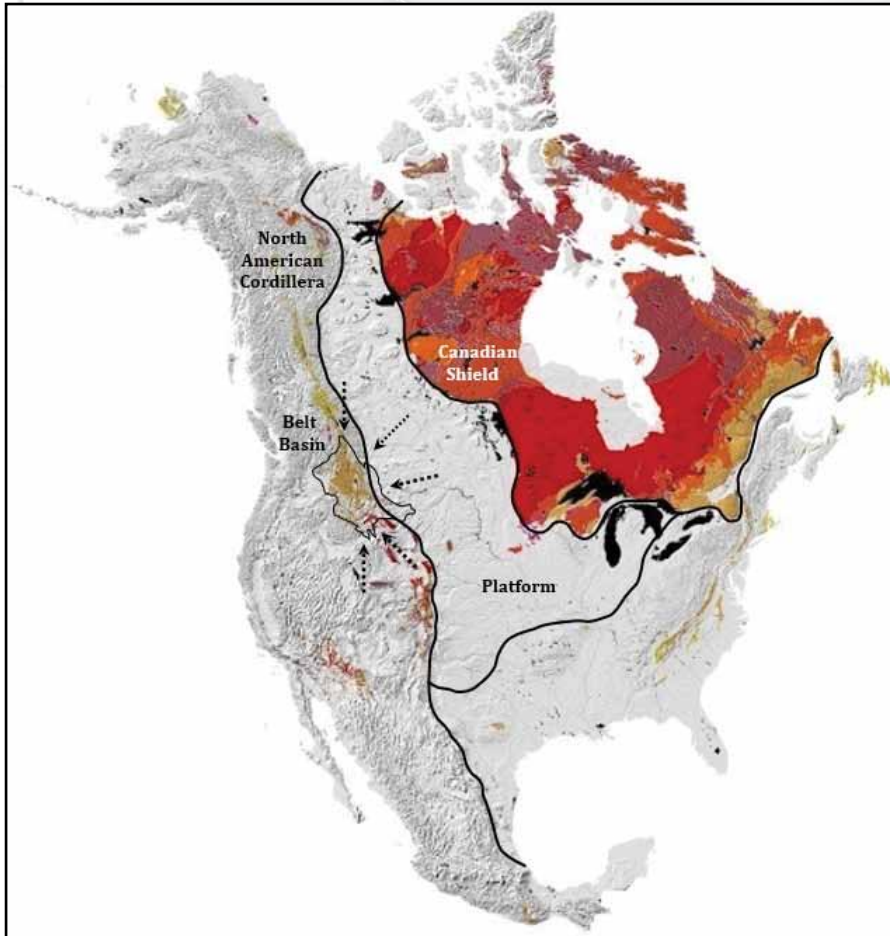 North
American
Cordillera
Canadian
Shield
Belt
Basin
Platform